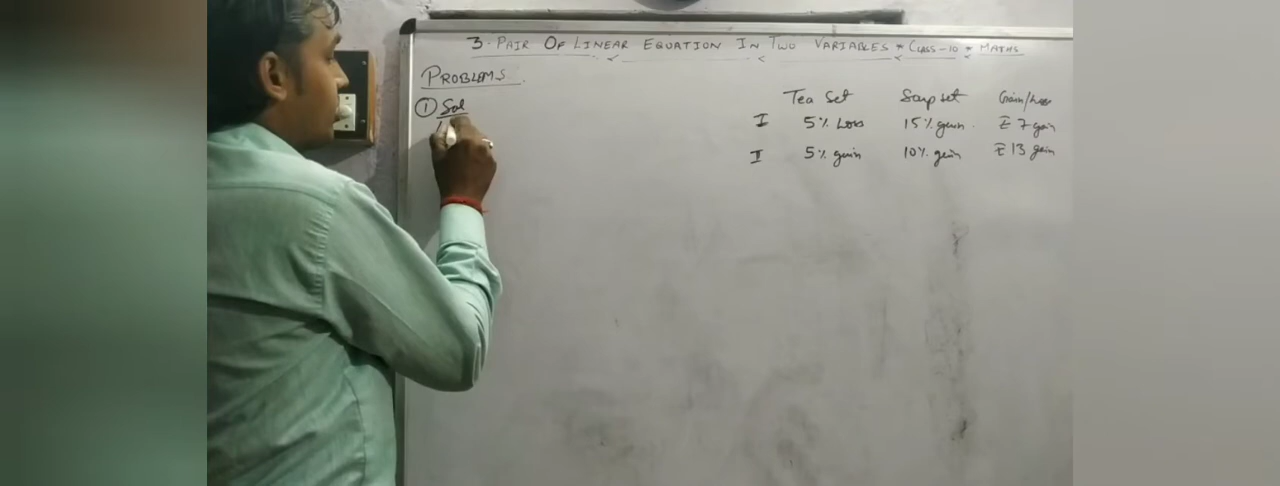 3. PAIR OF LINEAR EQUATION IN TWO VARIABLES * CLASS-10 * MATHS
PROBLEMS
① Sol
Tea Set Soup set Gain/Loss
I 5% Loss 15% gain ₹ 7 gain
II 5% gain 10% gain ₹ 13 gain